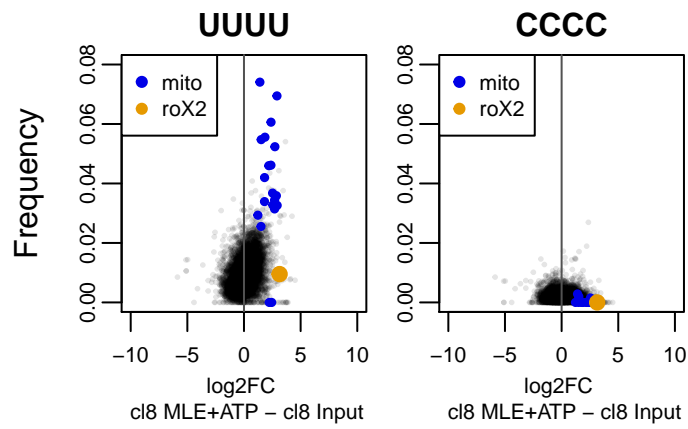 UUUU
CCCC
Frequency
0.08
0.06
0.04
0.02
0.00
mito
roX2
−10
−5
0
5
10
log2FC
cl8 MLE+ATP − cl8 Input
0.08
0.06
0.04
0.02
0.00
mito
roX2
−10
−5
0
5
10
log2FC
cl8 MLE+ATP − cl8 Input